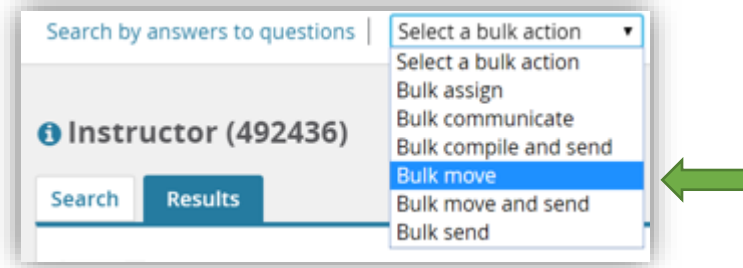 Search by answers to questions | Select a bulk action
Select a bulk action
Bulk assign
Bulk communicate
Bulk compile and send
Bulk move
Bulk move and send
Bulk send
Instructor (492436)
Search Results